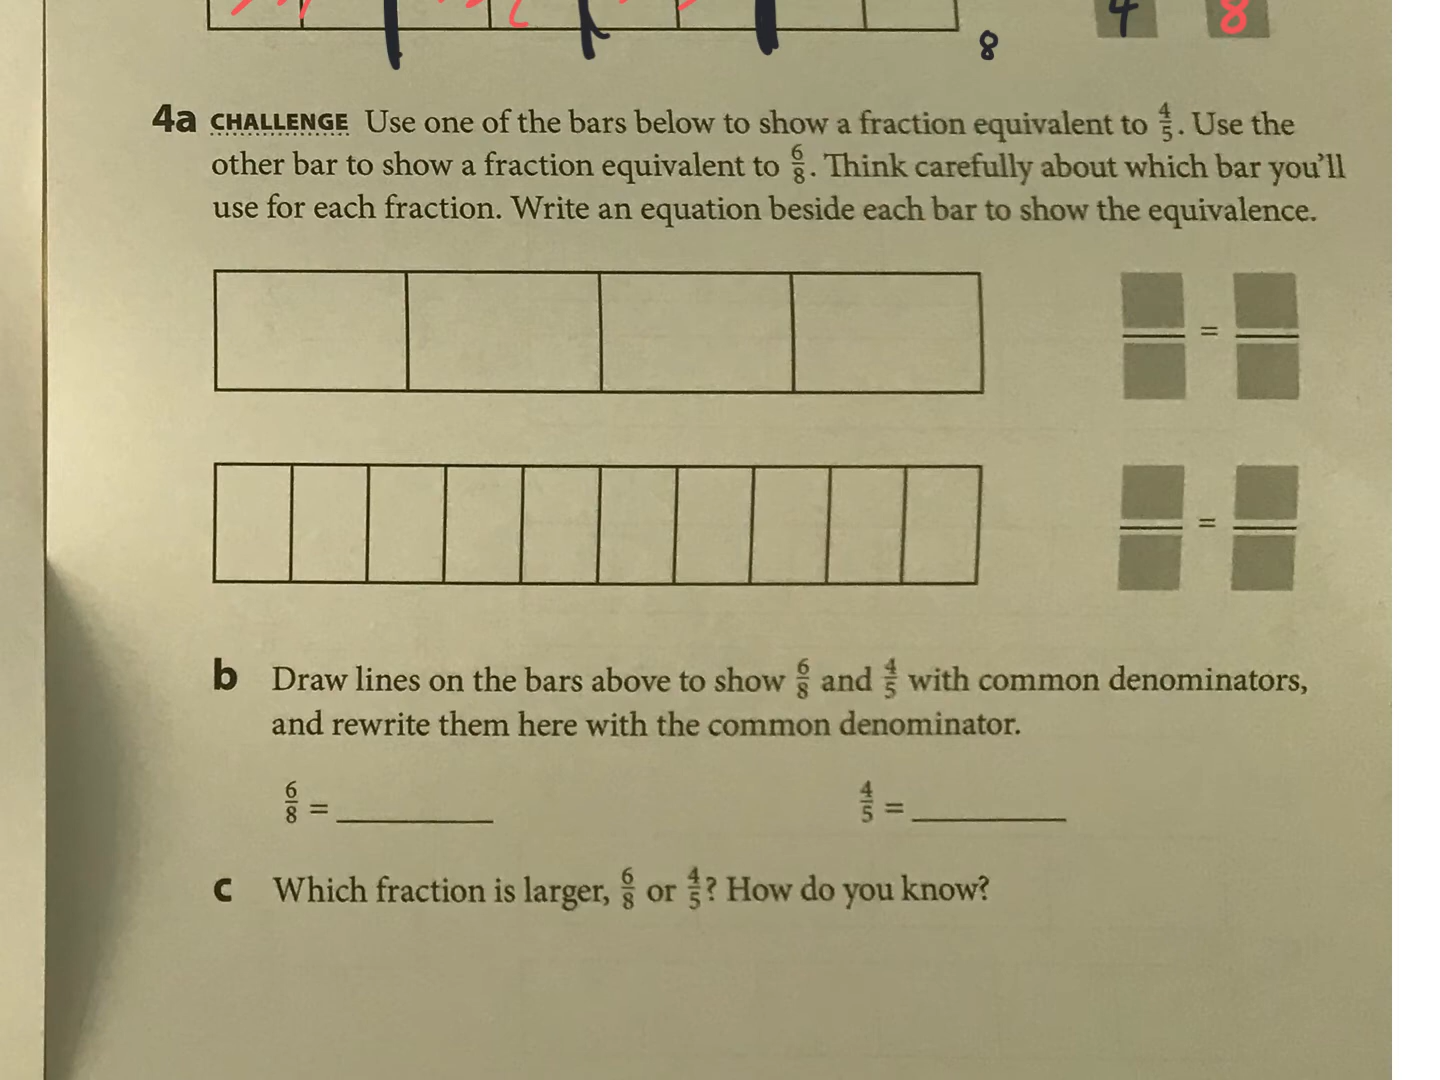 8
4 8
4a CHALLENGE Use one of the bars below to show a fraction equivalent to 4/5. Use the
other bar to show a fraction equivalent to 6/8. Think carefully about which bar you'll
use for each fraction. Write an equation beside each bar to show the equivalence.
=
=
b Draw lines on the bars above to show 6/8 and 4/5 with common denominators,
and rewrite them here with the common denominator.
6/8 = ________ 4/5 = ________
c Which fraction is larger, 6/8 or 4/5? How do you know?